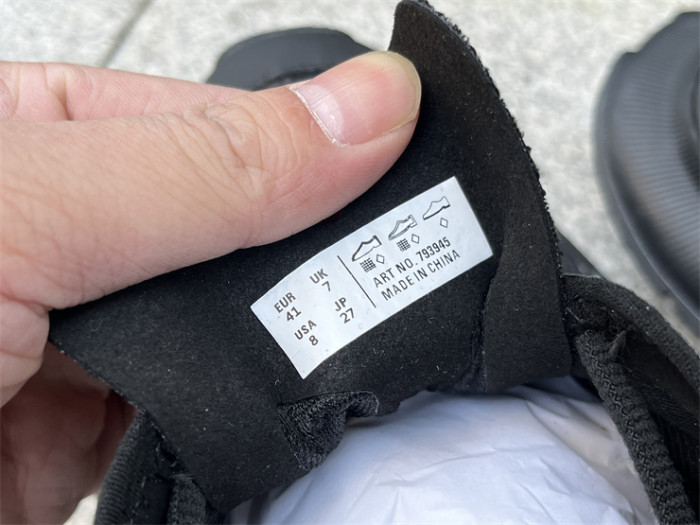 EUR UK
41 7
USA JP
8 27
ART NO. 793945
MADE IN CHINA